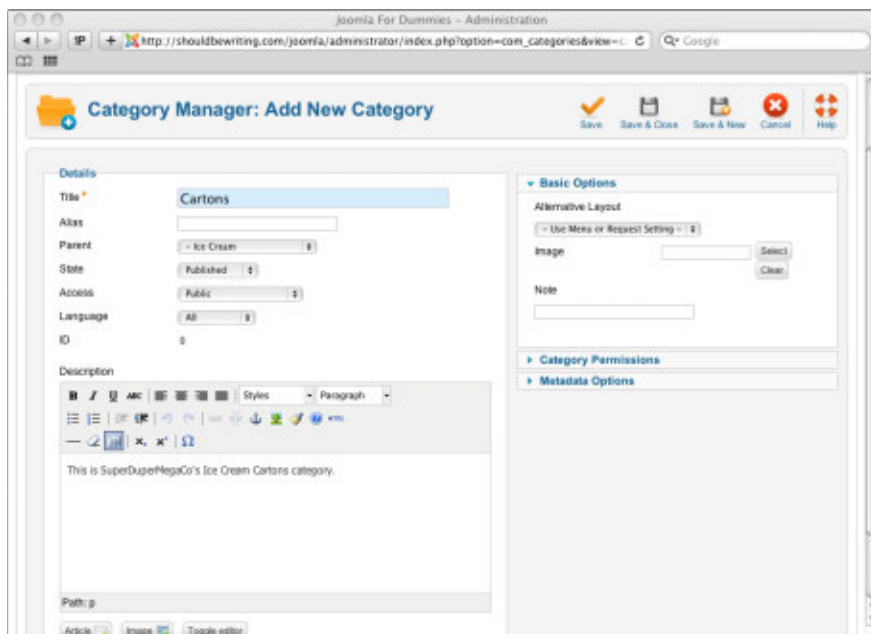 Joomla For Dummies – Administration
http://shouldbewriting.com/joomla/administrator/index.php?option=com_categories&view=c
Google
Category Manager: Add New Category
Save
Save & Close
Save & New
Cancel
Help
Details
Title *
Cartons
Alias
Parent
- Ice Cream
State
Published
Access
Public
Language
All
ID
0
Description
B I U ABC
Styles
Paragraph
HTML
This is SuperDuperMegaCo's Ice Cream Cartons category.
Path: p
Article
Image
Toggle editor
Basic Options
Alternative Layout
- Use Menu or Request Setting -
Image
Select
Clear
Note
Category Permissions
Metadata Options